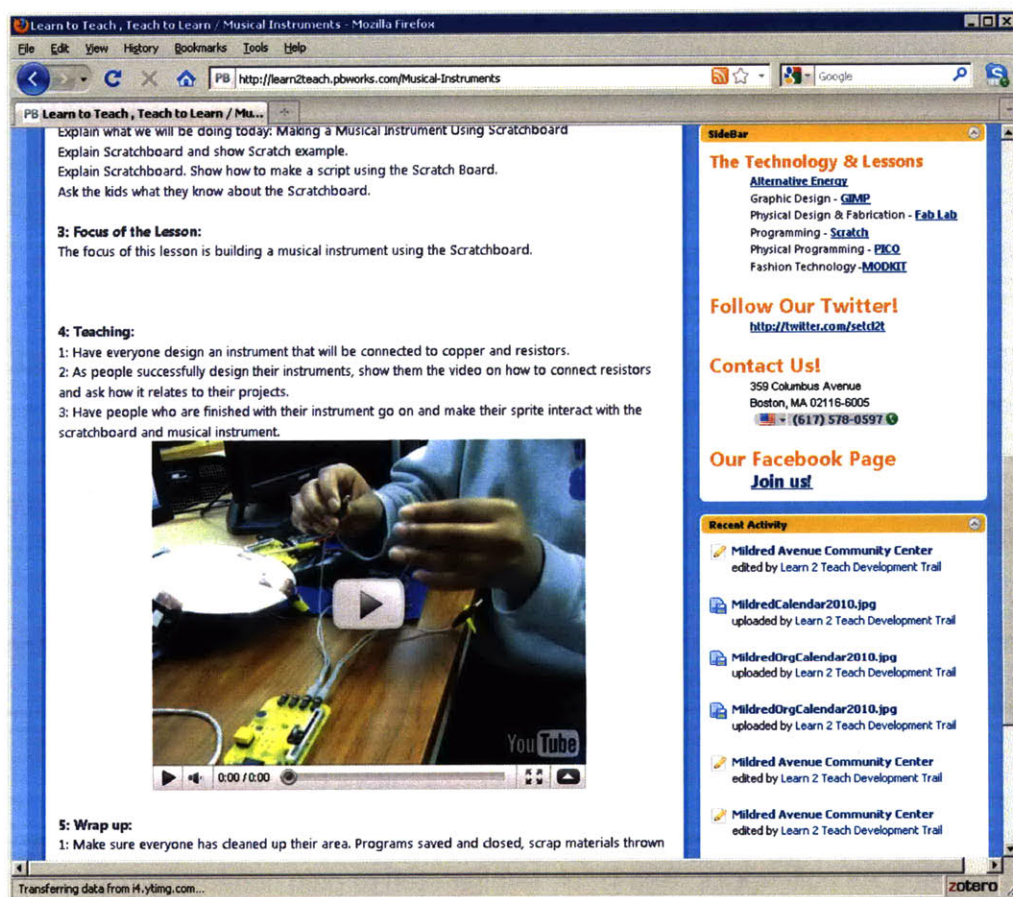 Learn to Teach , Teach to Learn / Musical Instruments - Mozilla Firefox
File Edit View History Bookmarks Tools Help
PB http://learn2teach.pbworks.com/Musical-Instruments
Google
PB Learn to Teach , Teach to Learn / Mu...
Explain what we will be doing today: Making a Musical Instrument Using Scratchboard
Explain Scratchboard and show Scratch example.
Explain Scratchboard. Show how to make a script using the Scratch Board.
Ask the kids what they know about the Scratchboard.
3: Focus of the Lesson:
The focus of this lesson is building a musical instrument using the Scratchboard.
4: Teaching:
1: Have everyone design an instrument that will be connected to copper and resistors.
2: As people successfully design their instruments, show them the video on how to connect resistors
and ask how it relates to their projects.
3: Have people who are finished with their instrument go on and make their sprite interact with the
scratchboard and musical instrument.
YouTube
0:00 / 0:00
5: Wrap up:
1: Make sure everyone has cleaned up their area. Programs saved and closed, scrap materials thrown
SideBar
The Technology & Lessons
Alternative Energy
Graphic Design - GIMP
Physical Design & Fabrication - Fab Lab
Programming - Scratch
Physical Programming - PICO
Fashion Technology -MODKIT
Follow Our Twitter!
http://twitter.com/setcl2t
Contact Us!
359 Columbus Avenue
Boston, MA 02116-6005
(617) 578-0597
Our Facebook Page
Join us!
Recent Activity
Mildred Avenue Community Center
edited by Learn 2 Teach Development Trail
MildredCalendar2010.jpg
uploaded by Learn 2 Teach Development Trail
MildredOrgCalendar2010.jpg
uploaded by Learn 2 Teach Development Trail
MildredOrgCalendar2010.jpg
uploaded by Learn 2 Teach Development Trail
Mildred Avenue Community Center
edited by Learn 2 Teach Development Trail
Mildred Avenue Community Center
edited by Learn 2 Teach Development Trail
Transferring data from i4.ytimg.com...
zotero